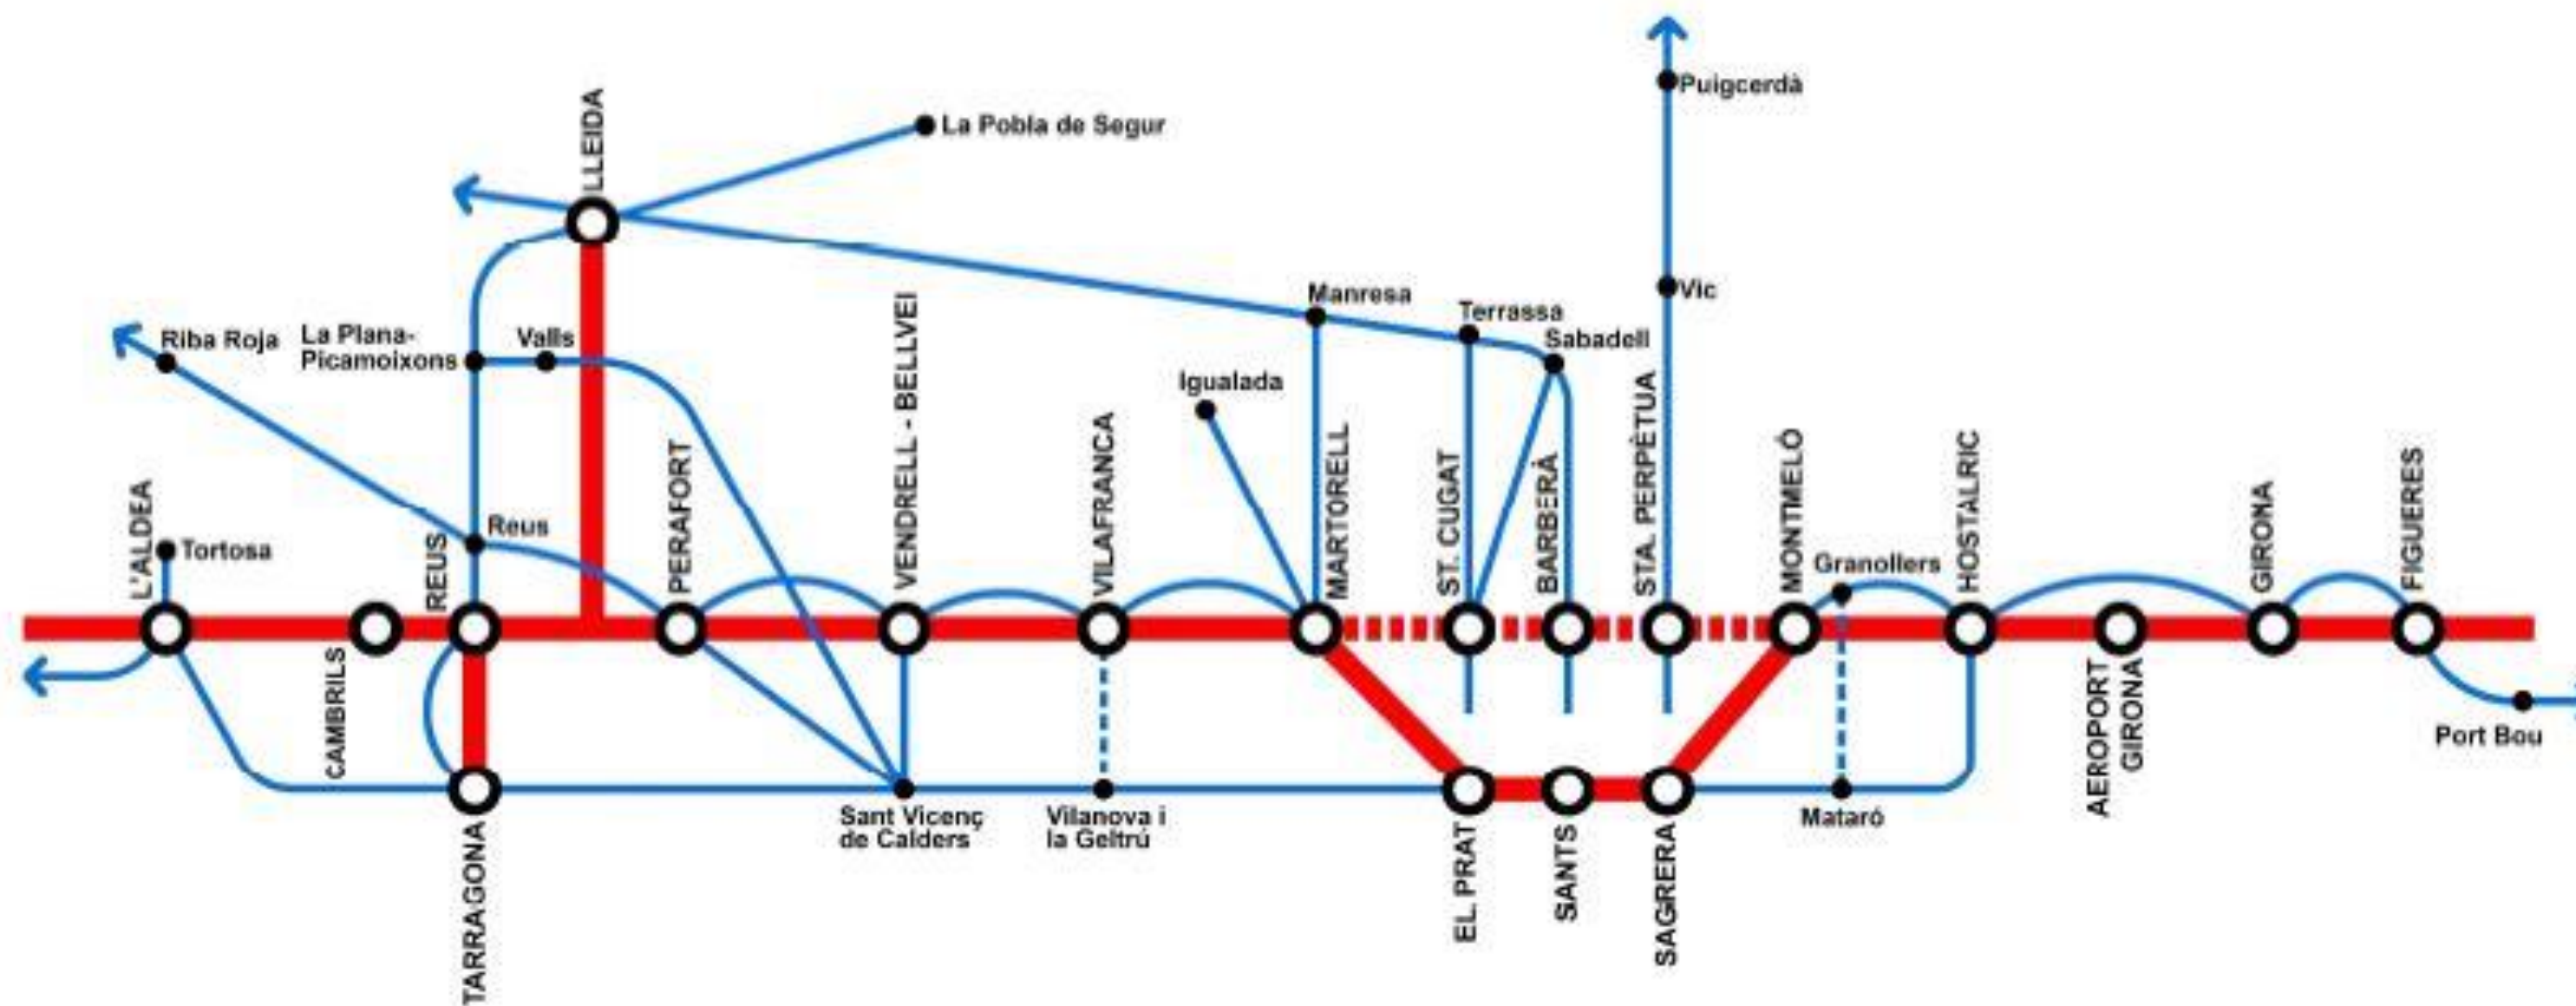 Puigcerdà
LLEIDA
La Pobla de Segur
Vic
Manresa
Terrassa
Sabadell
Riba Roja
La Plana-
Picamoixons
Valls
Igualada
L'ALDEA
Tortosa
REUS
Reus
PERAFORT
VENDRELL - BELLVEI
VILAFRANCA
MARTORELL
ST. CUGAT
BARBERÀ
STA. PERPÈTUA
MONTMELÓ
Granollers
HOSTALRIC
GIRONA
FIGUERES
CAMBRILS
TARRAGONA
Sant Vicenç
de Calders
Vilanova i
la Geltrú
EL PRAT
SANTS
SAGRERA
Mataró
AEROPORT
GIRONA
Port Bou